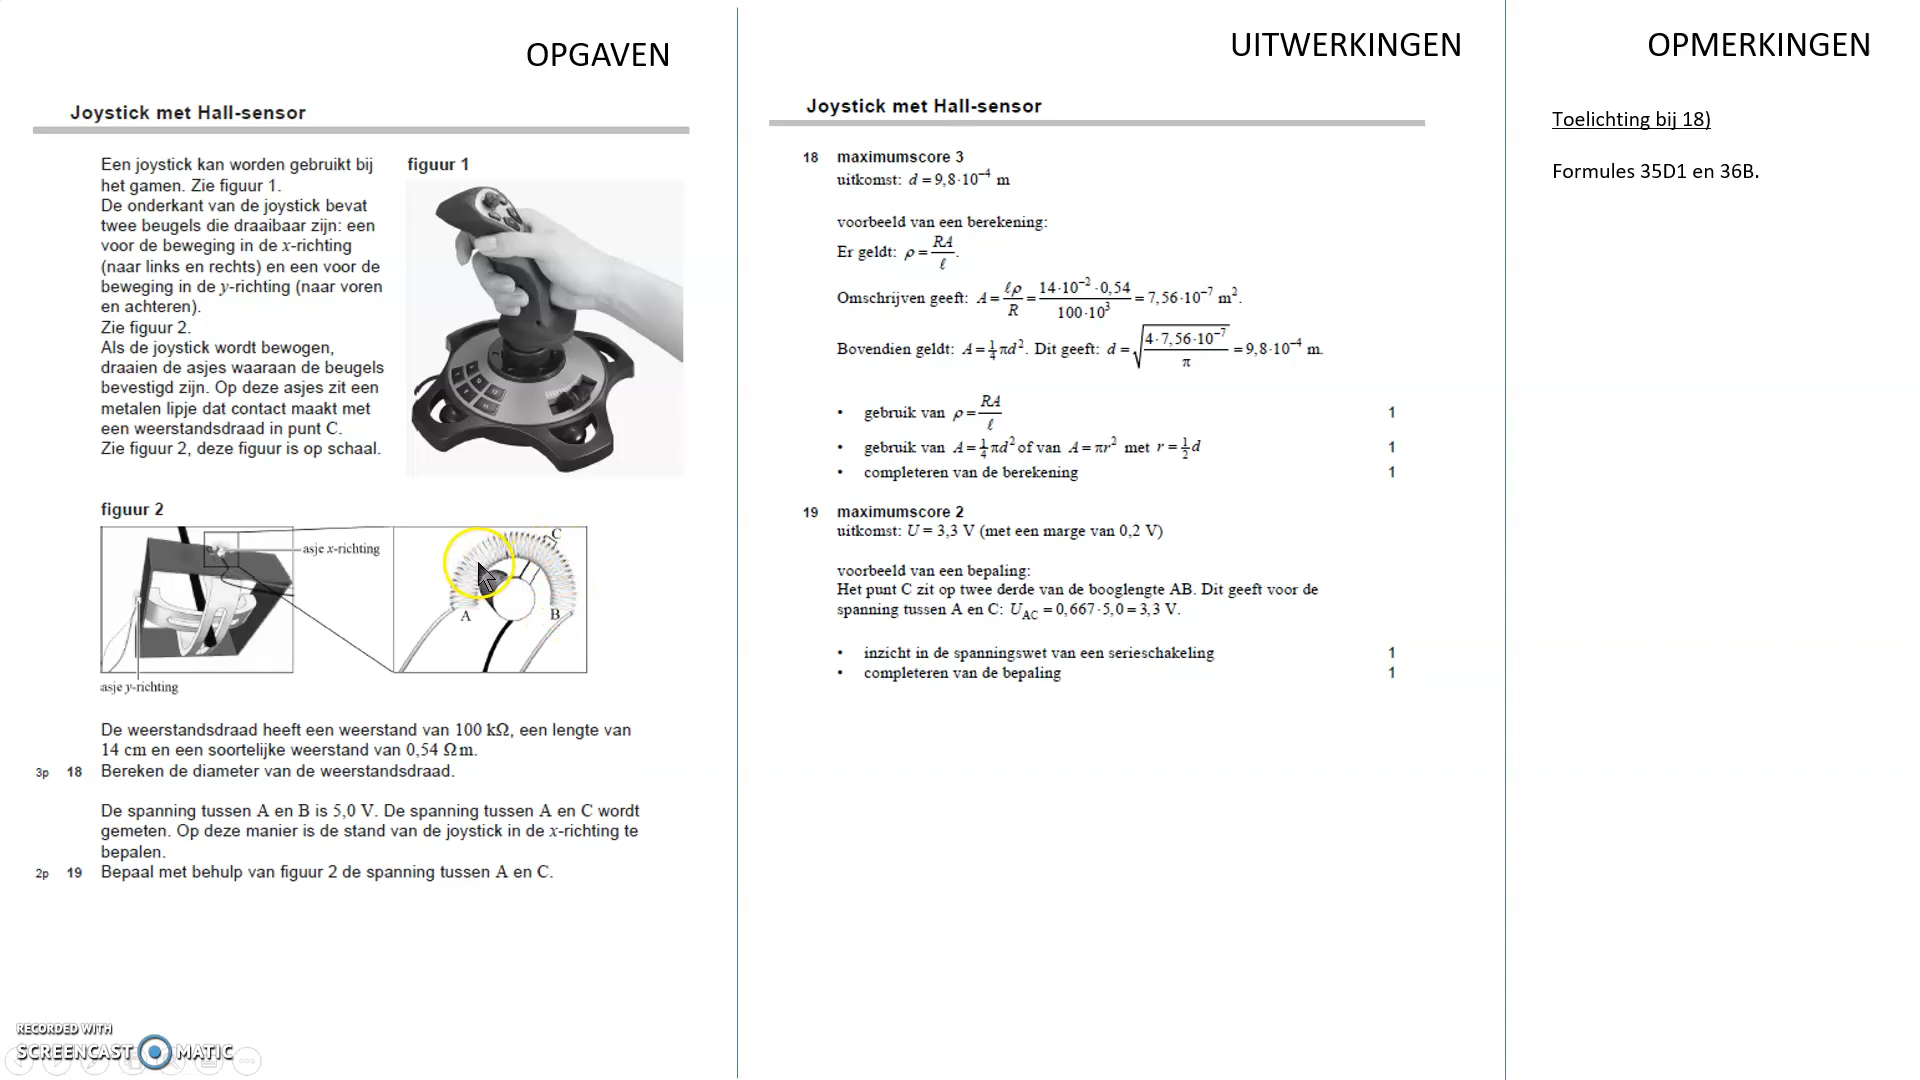 OPGAVEN
Joystick met Hall-sensor
Een joystick kan worden gebruikt bij
het gamen. Zie figuur 1.
De onderkant van de joystick bevat
twee beugels die draaibaar zijn: een
voor de beweging in de x-richting
(naar links en rechts) en een voor de
beweging in de y-richting (naar voren
en achteren).
Zie figuur 2.
Als de joystick wordt bewogen,
draaien de asjes waaraan de beugels
bevestigd zijn. Op deze asjes zit een
metalen lipje dat contact maakt met
een weerstandsdraad in punt C.
Zie figuur 2, deze figuur is op schaal.
figuur 1
figuur 2
asje x-richting
C
A
B
asje y-richting
De weerstandsdraad heeft een weerstand van 100 kΩ, een lengte van
14 cm en een soortelijke weerstand van 0,54 Ωm.
3p 18 Bereken de diameter van de weerstandsdraad.
De spanning tussen A en B is 5,0 V. De spanning tussen A en C wordt
gemeten. Op deze manier is de stand van de joystick in de x-richting te
bepalen.
2p 19 Bepaal met behulp van figuur 2 de spanning tussen A en C.
RECORDED WITH
SCREENCAST MATIC
UITWERKINGEN
Joystick met Hall-sensor
18 maximumscore 3
uitkomst: d = 9,8·10⁻⁴ m
voorbeeld van een berekening:
Er geldt: ρ = RA/ℓ.
Omschrijven geeft: A = ℓρ/R = 14·10⁻²·0,54/100·10³ = 7,56·10⁻⁷ m².
Bovendien geldt: A = ¼πd². Dit geeft: d = √(4·7,56·10⁻⁷/π) = 9,8·10⁻⁴ m.
• gebruik van ρ = RA/ℓ 1
• gebruik van A = ¼πd² of van A = πr² met r = ½d 1
• completeren van de berekening 1
19 maximumscore 2
uitkomst: U = 3,3 V (met een marge van 0,2 V)
voorbeeld van een bepaling:
Het punt C zit op twee derde van de booglengte AB. Dit geeft voor de
spanning tussen A en C: U_AC = 0,667·5,0 = 3,3 V.
• inzicht in de spanningswet van een serieschakeling 1
• completeren van de bepaling 1
OPMERKINGEN
Toelichting bij 18)
Formules 35D1 en 36B.